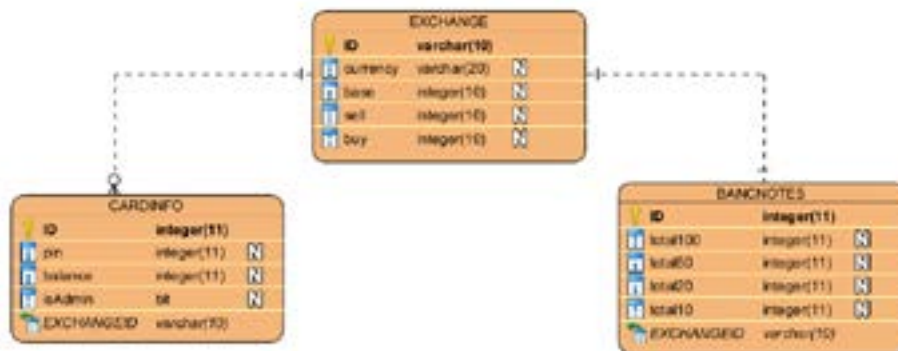 EXCHANGE
ID varchar(10)
currency varchar(20) N
base integer(10) N
sell integer(10) N
buy integer(10) N
CARDINFO
ID integer(11)
pin integer(11) N
balance integer(11) N
isAdmin bit N
EXCHANGEID varchar(10)
BANCNOTES
ID integer(11)
total100 integer(11) N
total50 integer(11) N
total20 integer(11) N
total10 integer(11) N
EXCHANGEID varchar(10)